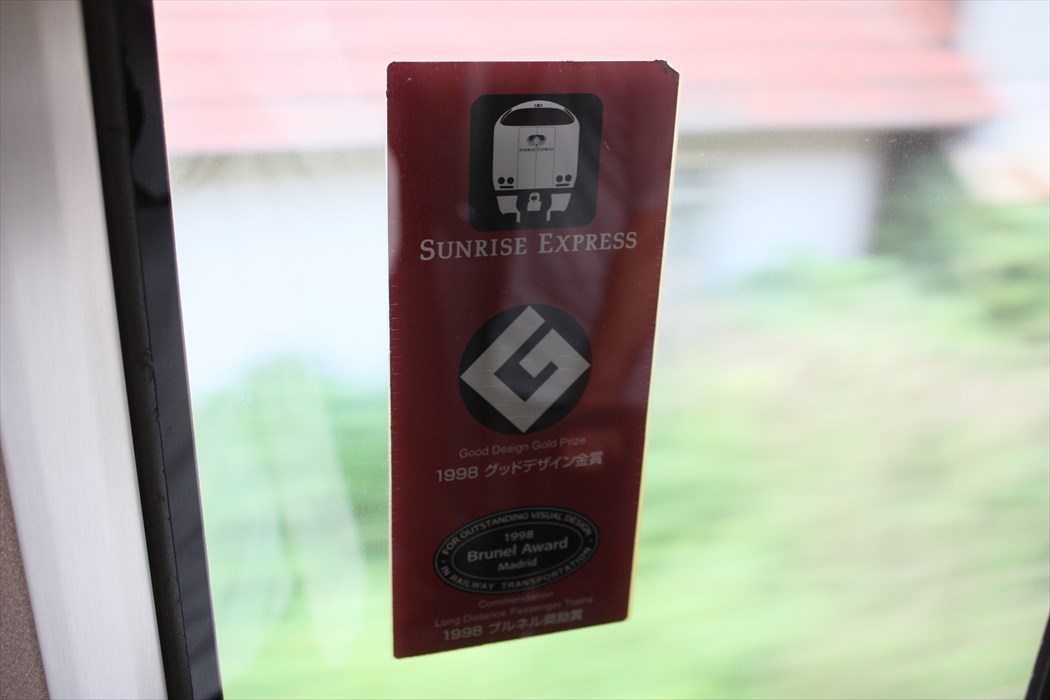 SUNRISE EXPRESS
SUNRISE EXPRESS
G
Good Design Gold Prize
1998 グッドデザイン金賞
FOR OUTSTANDING VISUAL DESIGN
1998
Brunel Award
Madrid
IN RAILWAY TRANSPORTATION
Commendation
Long Distance Passenger Trains
1998 ブルネル奨励賞